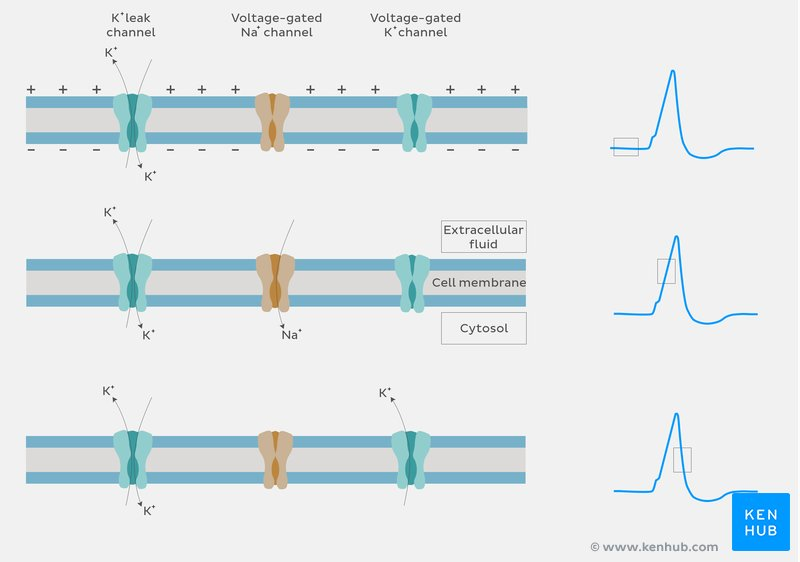 K⁺ leak
channel
Voltage-gated
Na⁺ channel
Voltage-gated
K⁺ channel
K⁺
+ + + + + + + + + + + +
– – – – – – – – – – – –
K⁺
K⁺
Extracellular
fluid
Cell membrane
Cytosol
K⁺
Na⁺
K⁺
K⁺
K⁺
KEN
HUB
© www.kenhub.com